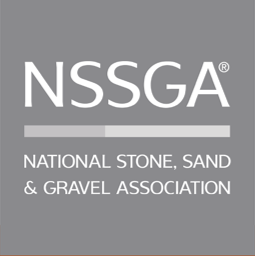 NSSGA®
NATIONAL STONE, SAND
& GRAVEL ASSOCIATION